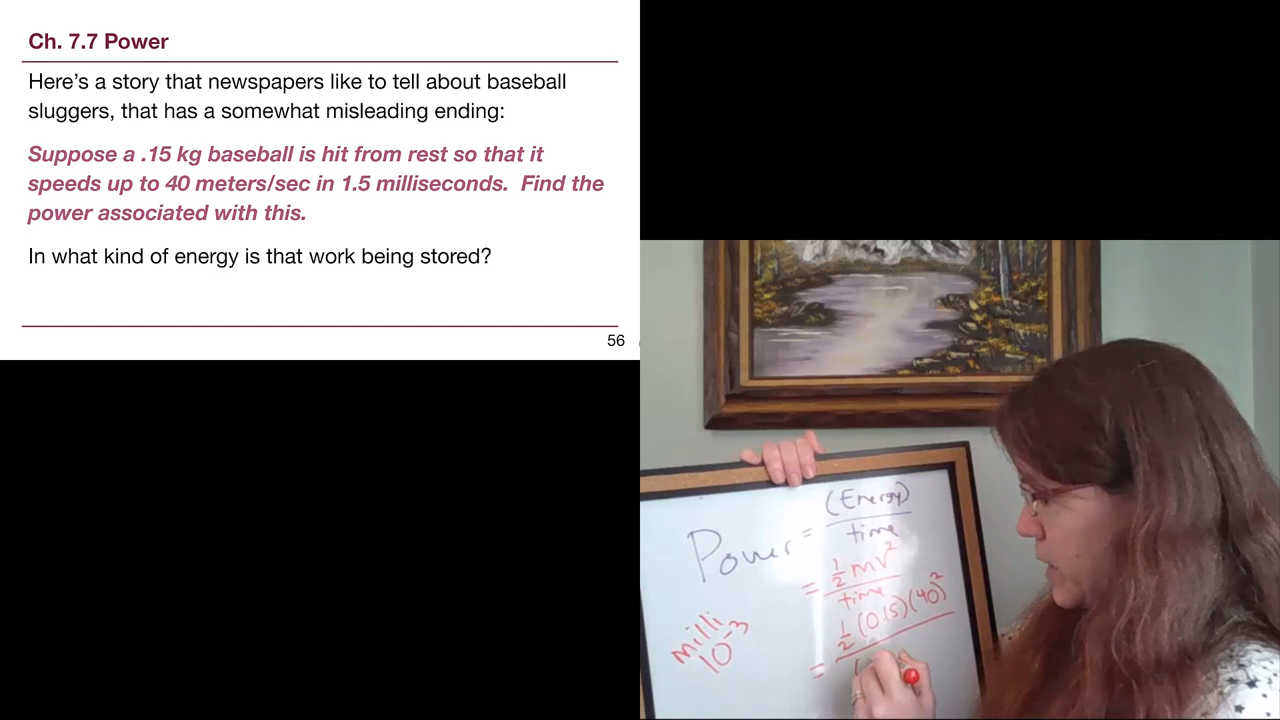 Ch. 7.7 Power
Here's a story that newspapers like to tell about baseball
sluggers, that has a somewhat misleading ending:
Suppose a .15 kg baseball is hit from rest so that it
speeds up to 40 meters/sec in 1.5 milliseconds. Find the
power associated with this.
In what kind of energy is that work being stored?
56
Power = (Energy)
time
= ½ mv²
time
milli
10⁻³
= ½ (0.15)(40)²
(